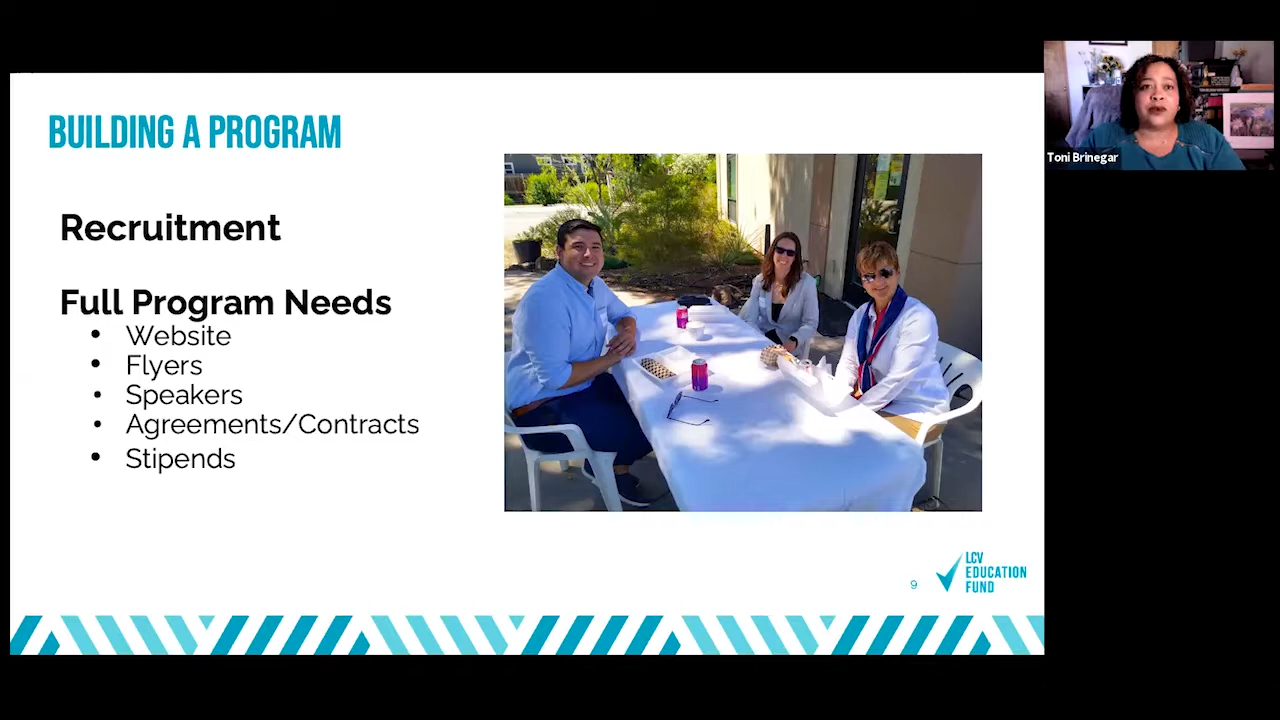 BUILDING A PROGRAM
Recruitment
Full Program Needs
• Website
• Flyers
• Speakers
• Agreements/Contracts
• Stipends
9
LCV
EDUCATION
FUND
Toni Brinegar